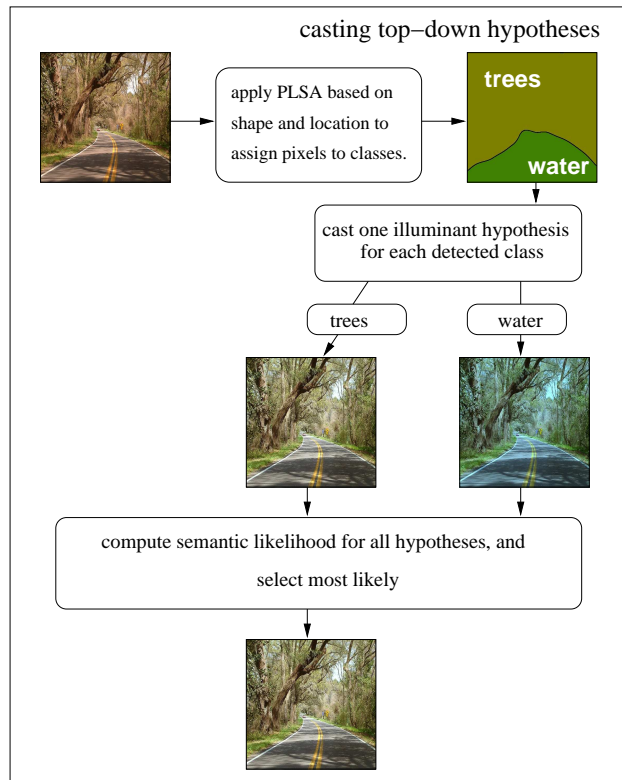 casting top−down hypotheses
apply PLSA based on
shape and location to
assign pixels to classes.
trees
water
cast one illuminant hypothesis
for each detected class
trees
water
compute semantic likelihood for all hypotheses, and
select most likely